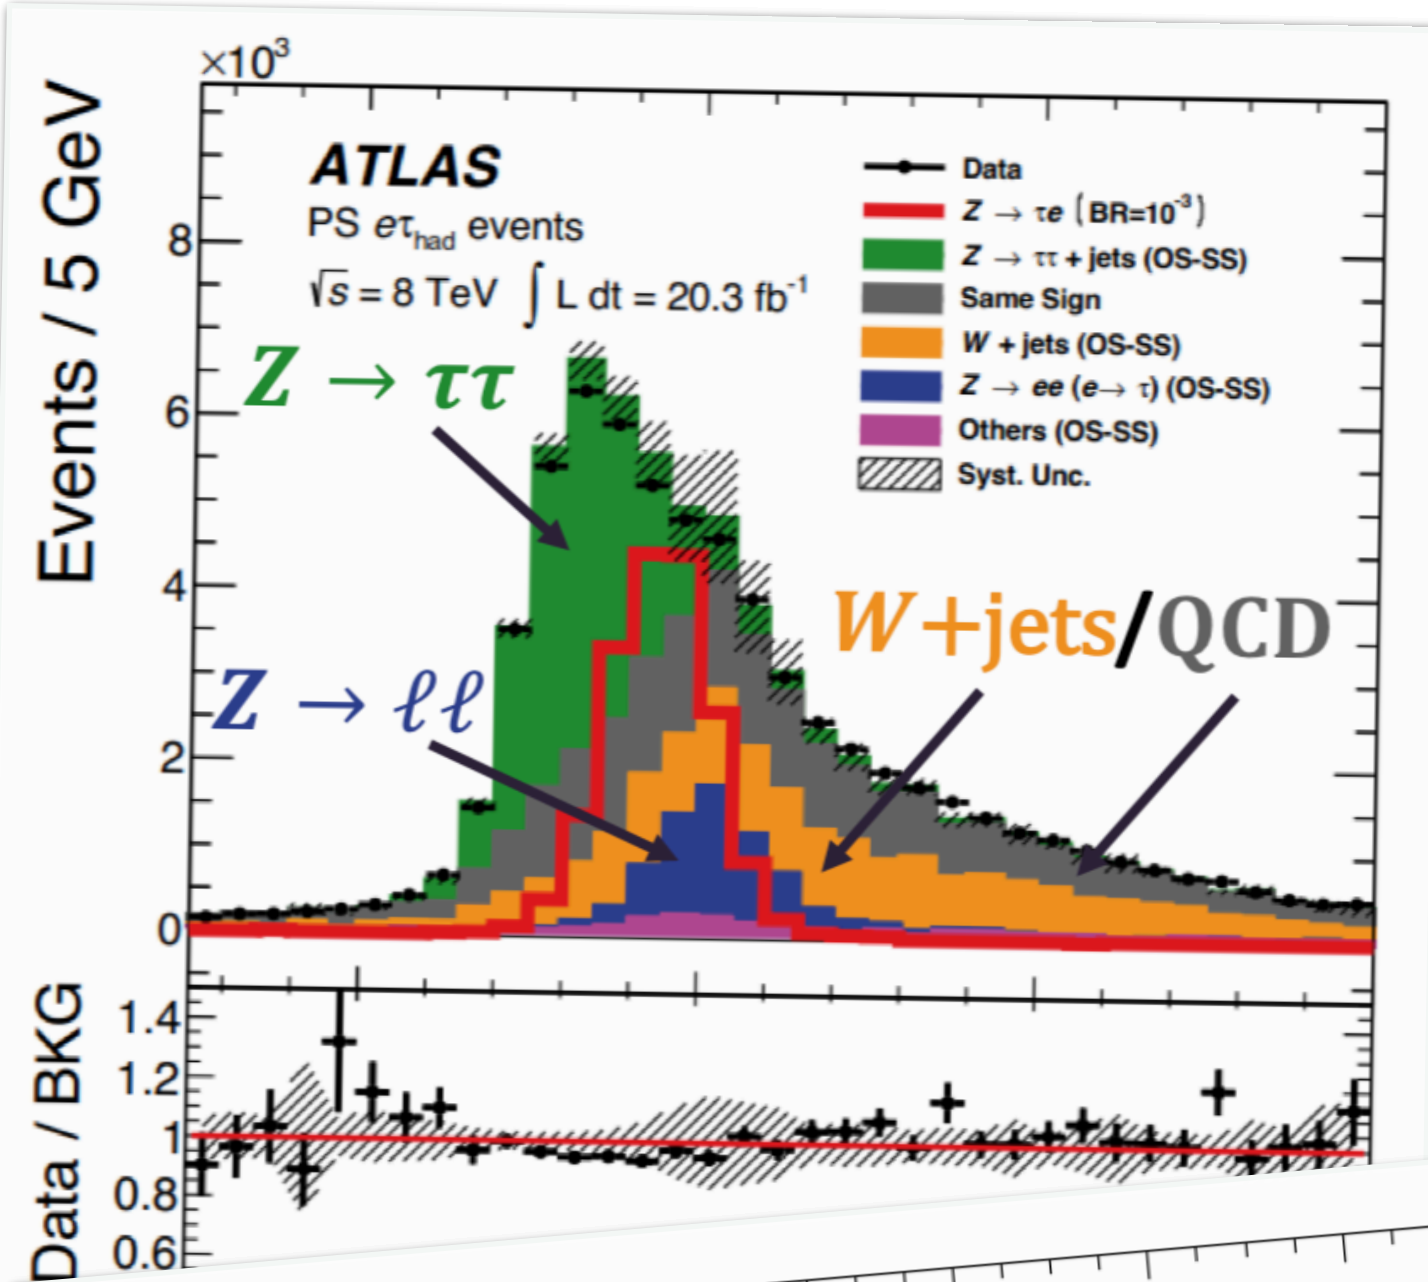 ×10³
Events / 5 GeV
8
6
4
2
0
ATLAS
PS eτhad events
√s = 8 TeV ∫ L dt = 20.3 fb⁻¹
Data
Z → τe (BR=10⁻³)
Z → ττ + jets (OS-SS)
Same Sign
W + jets (OS-SS)
Z → ee (e→ τ) (OS-SS)
Others (OS-SS)
Syst. Unc.
Z → ττ
Z → ℓℓ
W+jets/QCD
Data / BKG
1.4
1.2
1
0.8
0.6